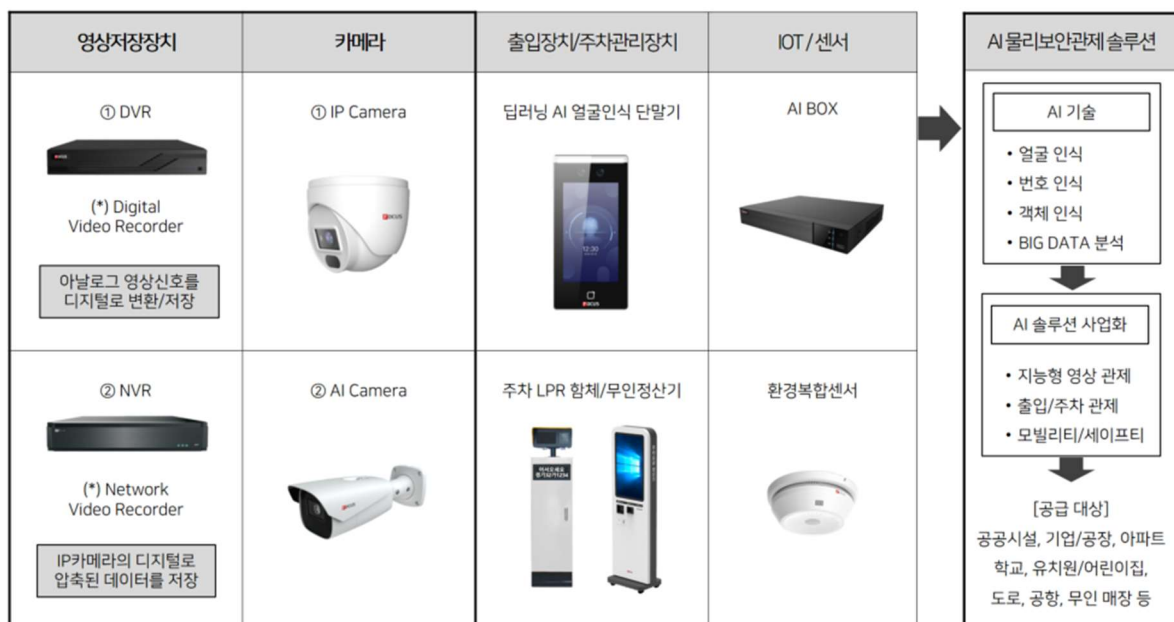 영상저장장치
카메라
출입장치/주차관리장치
IOT / 센서
AI 물리보안관제 솔루션
① DVR
(*) Digital
Video Recorder
아날로그 영상신호를
디지털로 변환/저장
① IP Camera
FOCUS
딥러닝 AI 얼굴인식 단말기
12:30
FOCUS
AI BOX
② NVR
(*) Network
Video Recorder
IP카메라의 디지털로
압축된 데이터를 저장
② AI Camera
주차 LPR 함체/무인정산기
어서오세요
환경복합센서
AI 기술
• 얼굴 인식
• 번호 인식
• 객체 인식
• BIG DATA 분석
AI 솔루션 사업화
• 지능형 영상 관제
• 출입/주차 관제
• 모빌리티/세이프티
[공급 대상]
공공시설, 기업/공장, 아파트
학교, 유치원/어린이집,
도로, 공항, 무인 매장 등